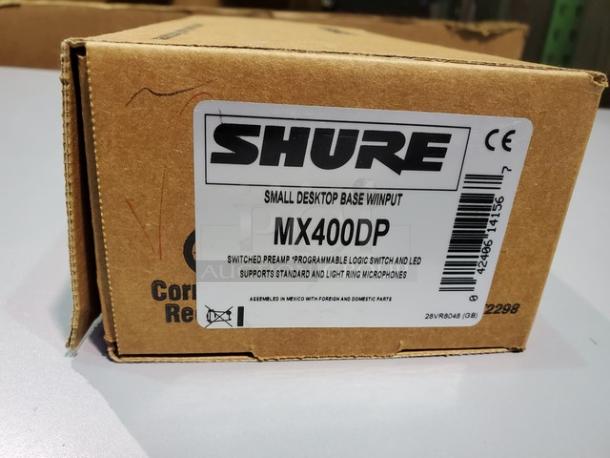 SHURE
CE
SMALL DESKTOP BASE W/INPUT
MX400DP
SWITCHED PREAMP *PROGRAMMABLE LOGIC SWITCH AND LED
SUPPORTS STANDARD AND LIGHT RING MICROPHONES
ASSEMBLED IN MEXICO WITH FOREIGN AND DOMESTIC PARTS
0 42406 14156 7
28VR8048 (GB)
Corr
Re
2298